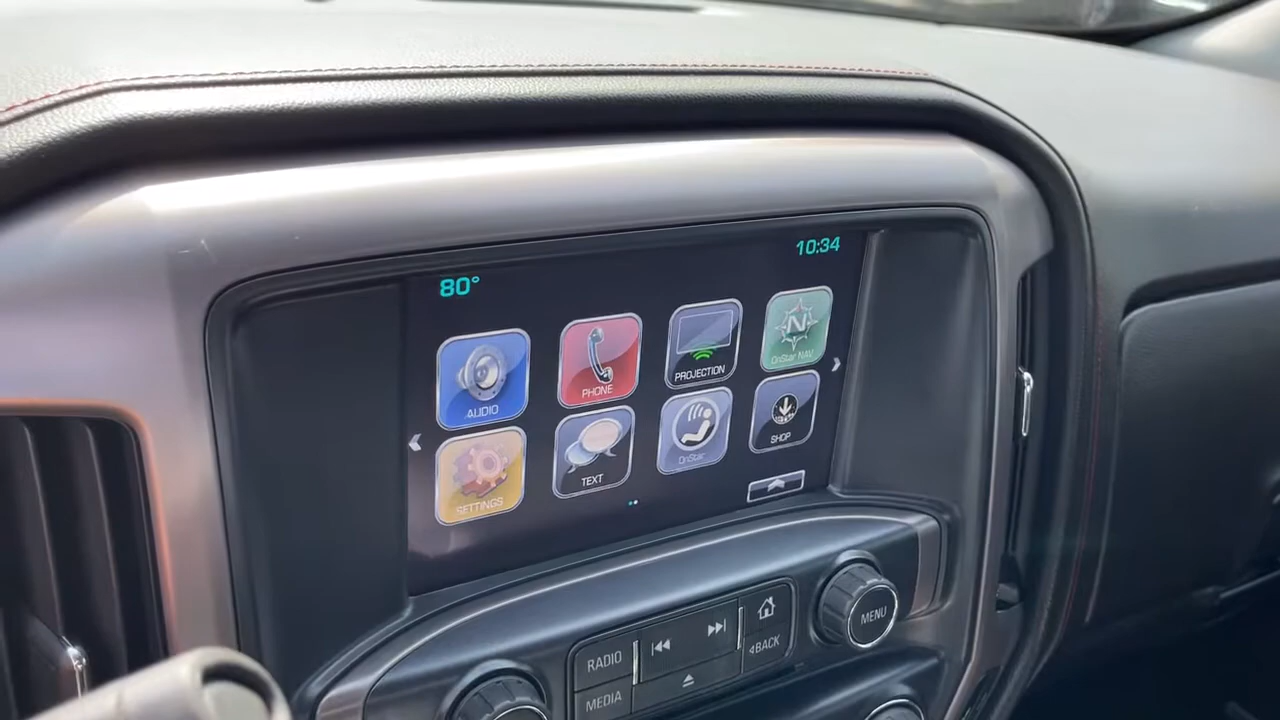 80°
10:34
AUDIO
PHONE
PROJECTION
OnStar NAV
N
SETTINGS
TEXT
OnStar
SHOP
RADIO
MEDIA
BACK
MENU